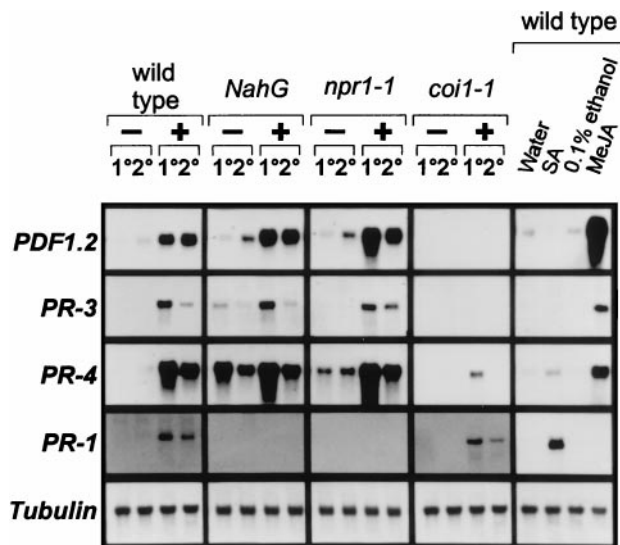 wild type
wild type NahG npr1-1 coi1-1
Water SA 0.1% ethanol MeJA
− + − + − + − +
1°2° 1°2° 1°2° 1°2° 1°2° 1°2° 1°2° 1°2°
PDF1.2
PR-3
PR-4
PR-1
Tubulin